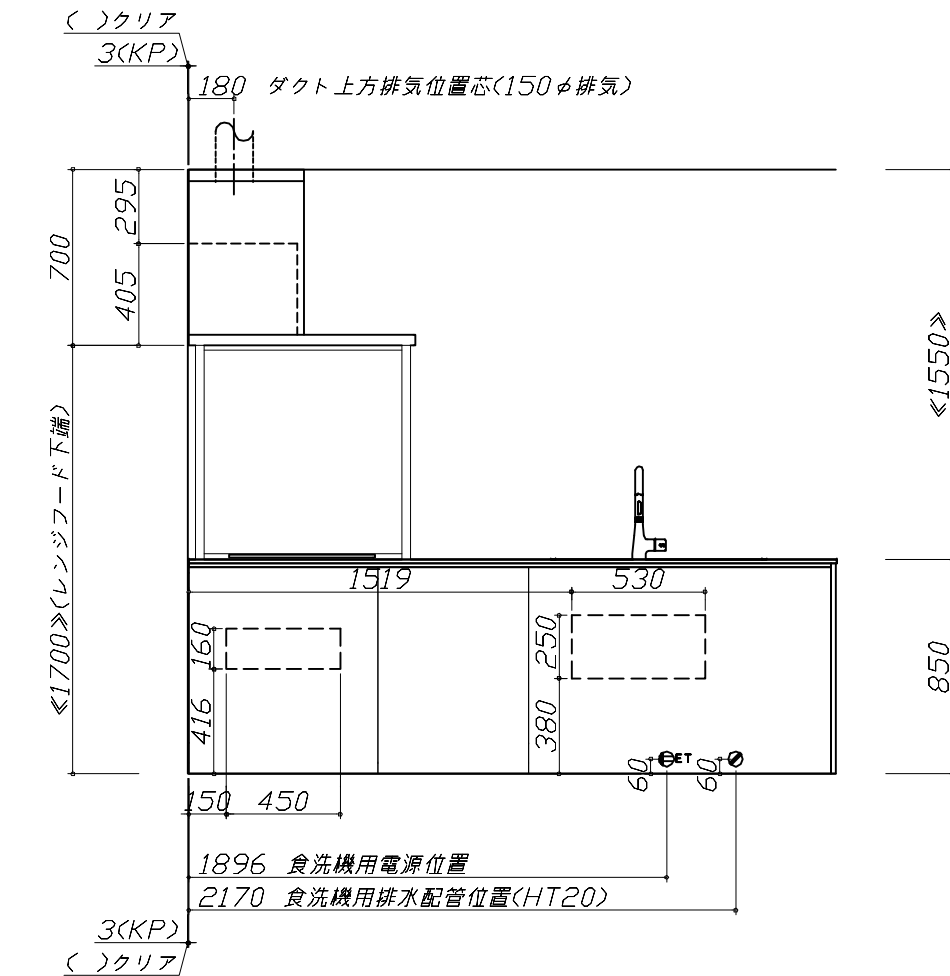 ( )クリア
3(KP)
180 ダクト上方排気位置芯(150φ排気)
295
700
405
≪1550≫
≪1700≫(レンジフード下端)
1519
530
160
250
850
416
380
ET
60
60
150
450
1896 食洗機用電源位置
2170 食洗機用排水配管位置(HT20)
3(KP)
( )クリア